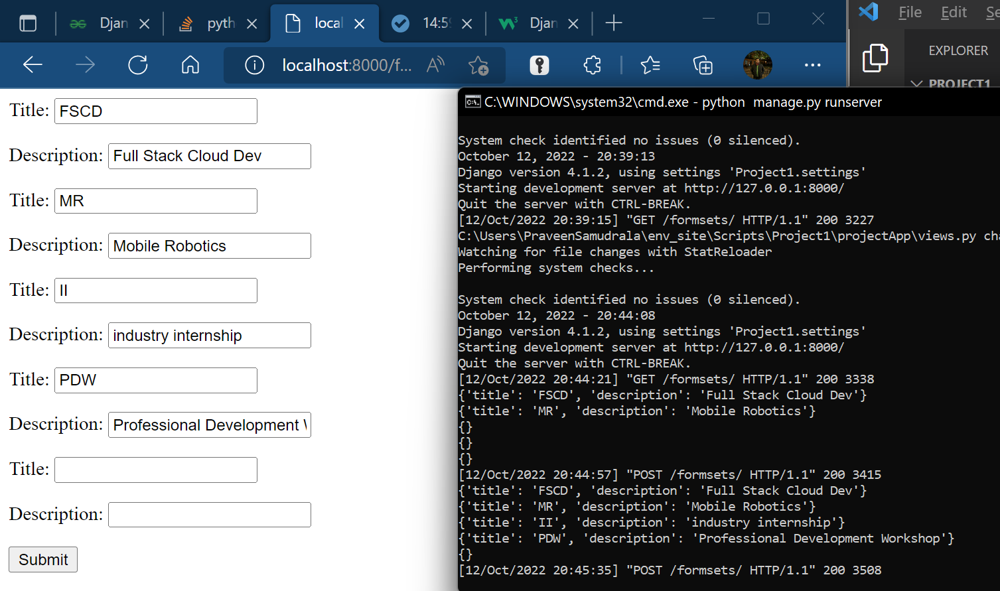 Djan
pyth
local
14:59
Djan
File Edit Se
localhost:8000/f...
EXPLORER
PROJECT1
Title: FSCD
Description: Full Stack Cloud Dev
Title: MR
Description: Mobile Robotics
Title: II
Description: industry internship
Title: PDW
Description: Professional Development W
Title:
Description:
Submit
C:\WINDOWS\system32\cmd.exe - python  manage.py runserver
System check identified no issues (0 silenced).
October 12, 2022 - 20:39:13
Django version 4.1.2, using settings 'Project1.settings'
Starting development server at http://127.0.0.1:8000/
Quit the server with CTRL-BREAK.
[12/Oct/2022 20:39:15] "GET /formsets/ HTTP/1.1" 200 3227
C:\Users\PraveenSamudrala\env_site\Scripts\Project1\projectApp\views.py cha
Watching for file changes with StatReloader
Performing system checks...
System check identified no issues (0 silenced).
October 12, 2022 - 20:44:08
Django version 4.1.2, using settings 'Project1.settings'
Starting development server at http://127.0.0.1:8000/
Quit the server with CTRL-BREAK.
[12/Oct/2022 20:44:21] "GET /formsets/ HTTP/1.1" 200 3338
{'title': 'FSCD', 'description': 'Full Stack Cloud Dev'}
{'title': 'MR', 'description': 'Mobile Robotics'}
{}
{}
{}
[12/Oct/2022 20:44:57] "POST /formsets/ HTTP/1.1" 200 3415
{'title': 'FSCD', 'description': 'Full Stack Cloud Dev'}
{'title': 'MR', 'description': 'Mobile Robotics'}
{'title': 'II', 'description': 'industry internship'}
{'title': 'PDW', 'description': 'Professional Development Workshop'}
{}
[12/Oct/2022 20:45:35] "POST /formsets/ HTTP/1.1" 200 3508